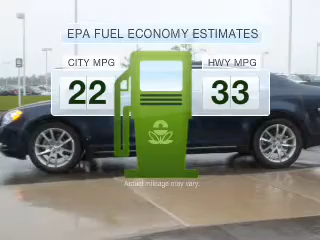 EPA FUEL ECONOMY ESTIMATES
CITY MPG HWY MPG
22 33
Actual mileage may vary.